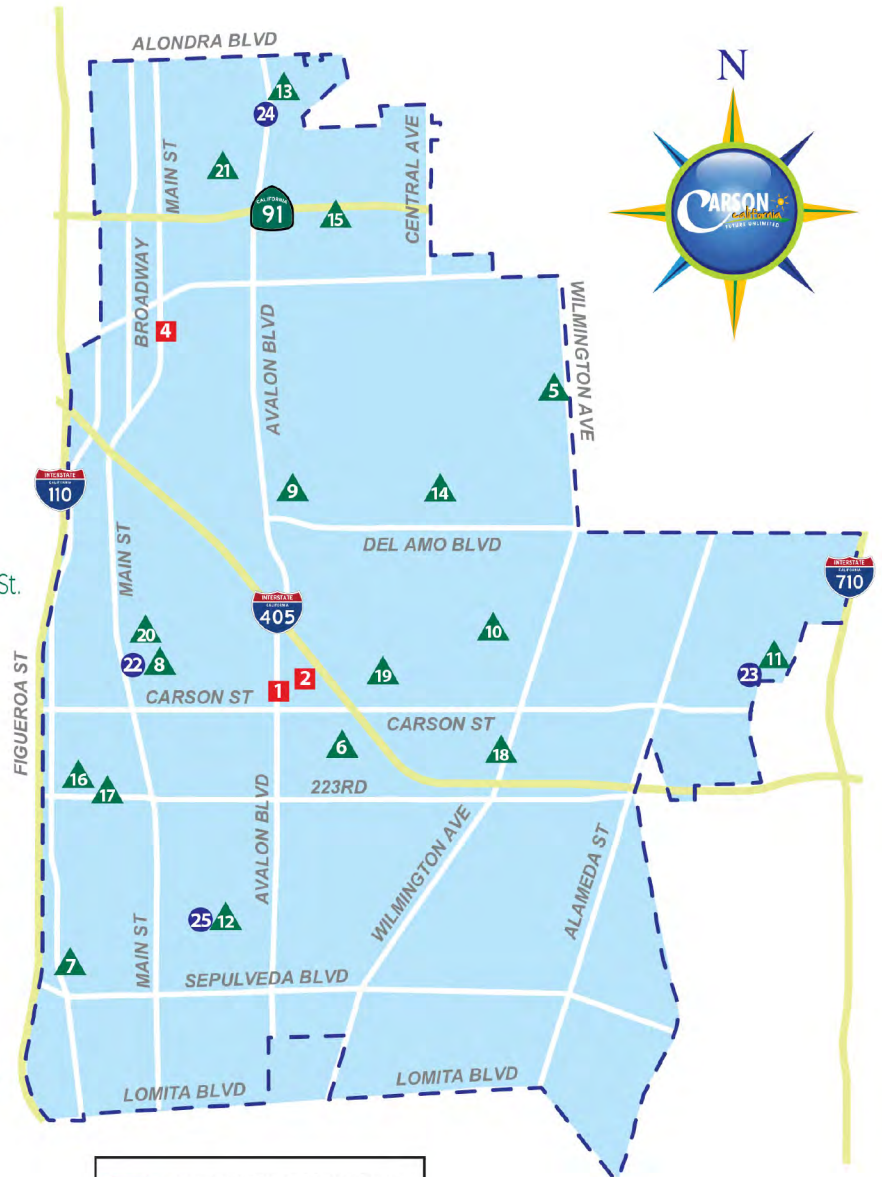 ALONDRA BLVD
N
13
24
MAIN ST
CENTRAL AVE
21
CALIFORNIA
91
15
CARSON
California
FUTURE UNLIMITED
BROADWAY
4
AVALON BLVD
WILMINGTON AVE
5
INTERSTATE
CALIFORNIA
110
9
14
DEL AMO BLVD
MAIN ST
St.
INTERSTATE
CALIFORNIA
405
INTERSTATE
CALIFORNIA
710
20
10
22
8
11
23
19
2
1
FIGUEROA ST
CARSON ST
CARSON ST
6
18
16
17
223RD
AVALON BLVD
WILMINGTON AVE
ALAMEDA ST
25
12
MAIN ST
7
SEPULVEDA BLVD
LOMITA BLVD
LOMITA BLVD